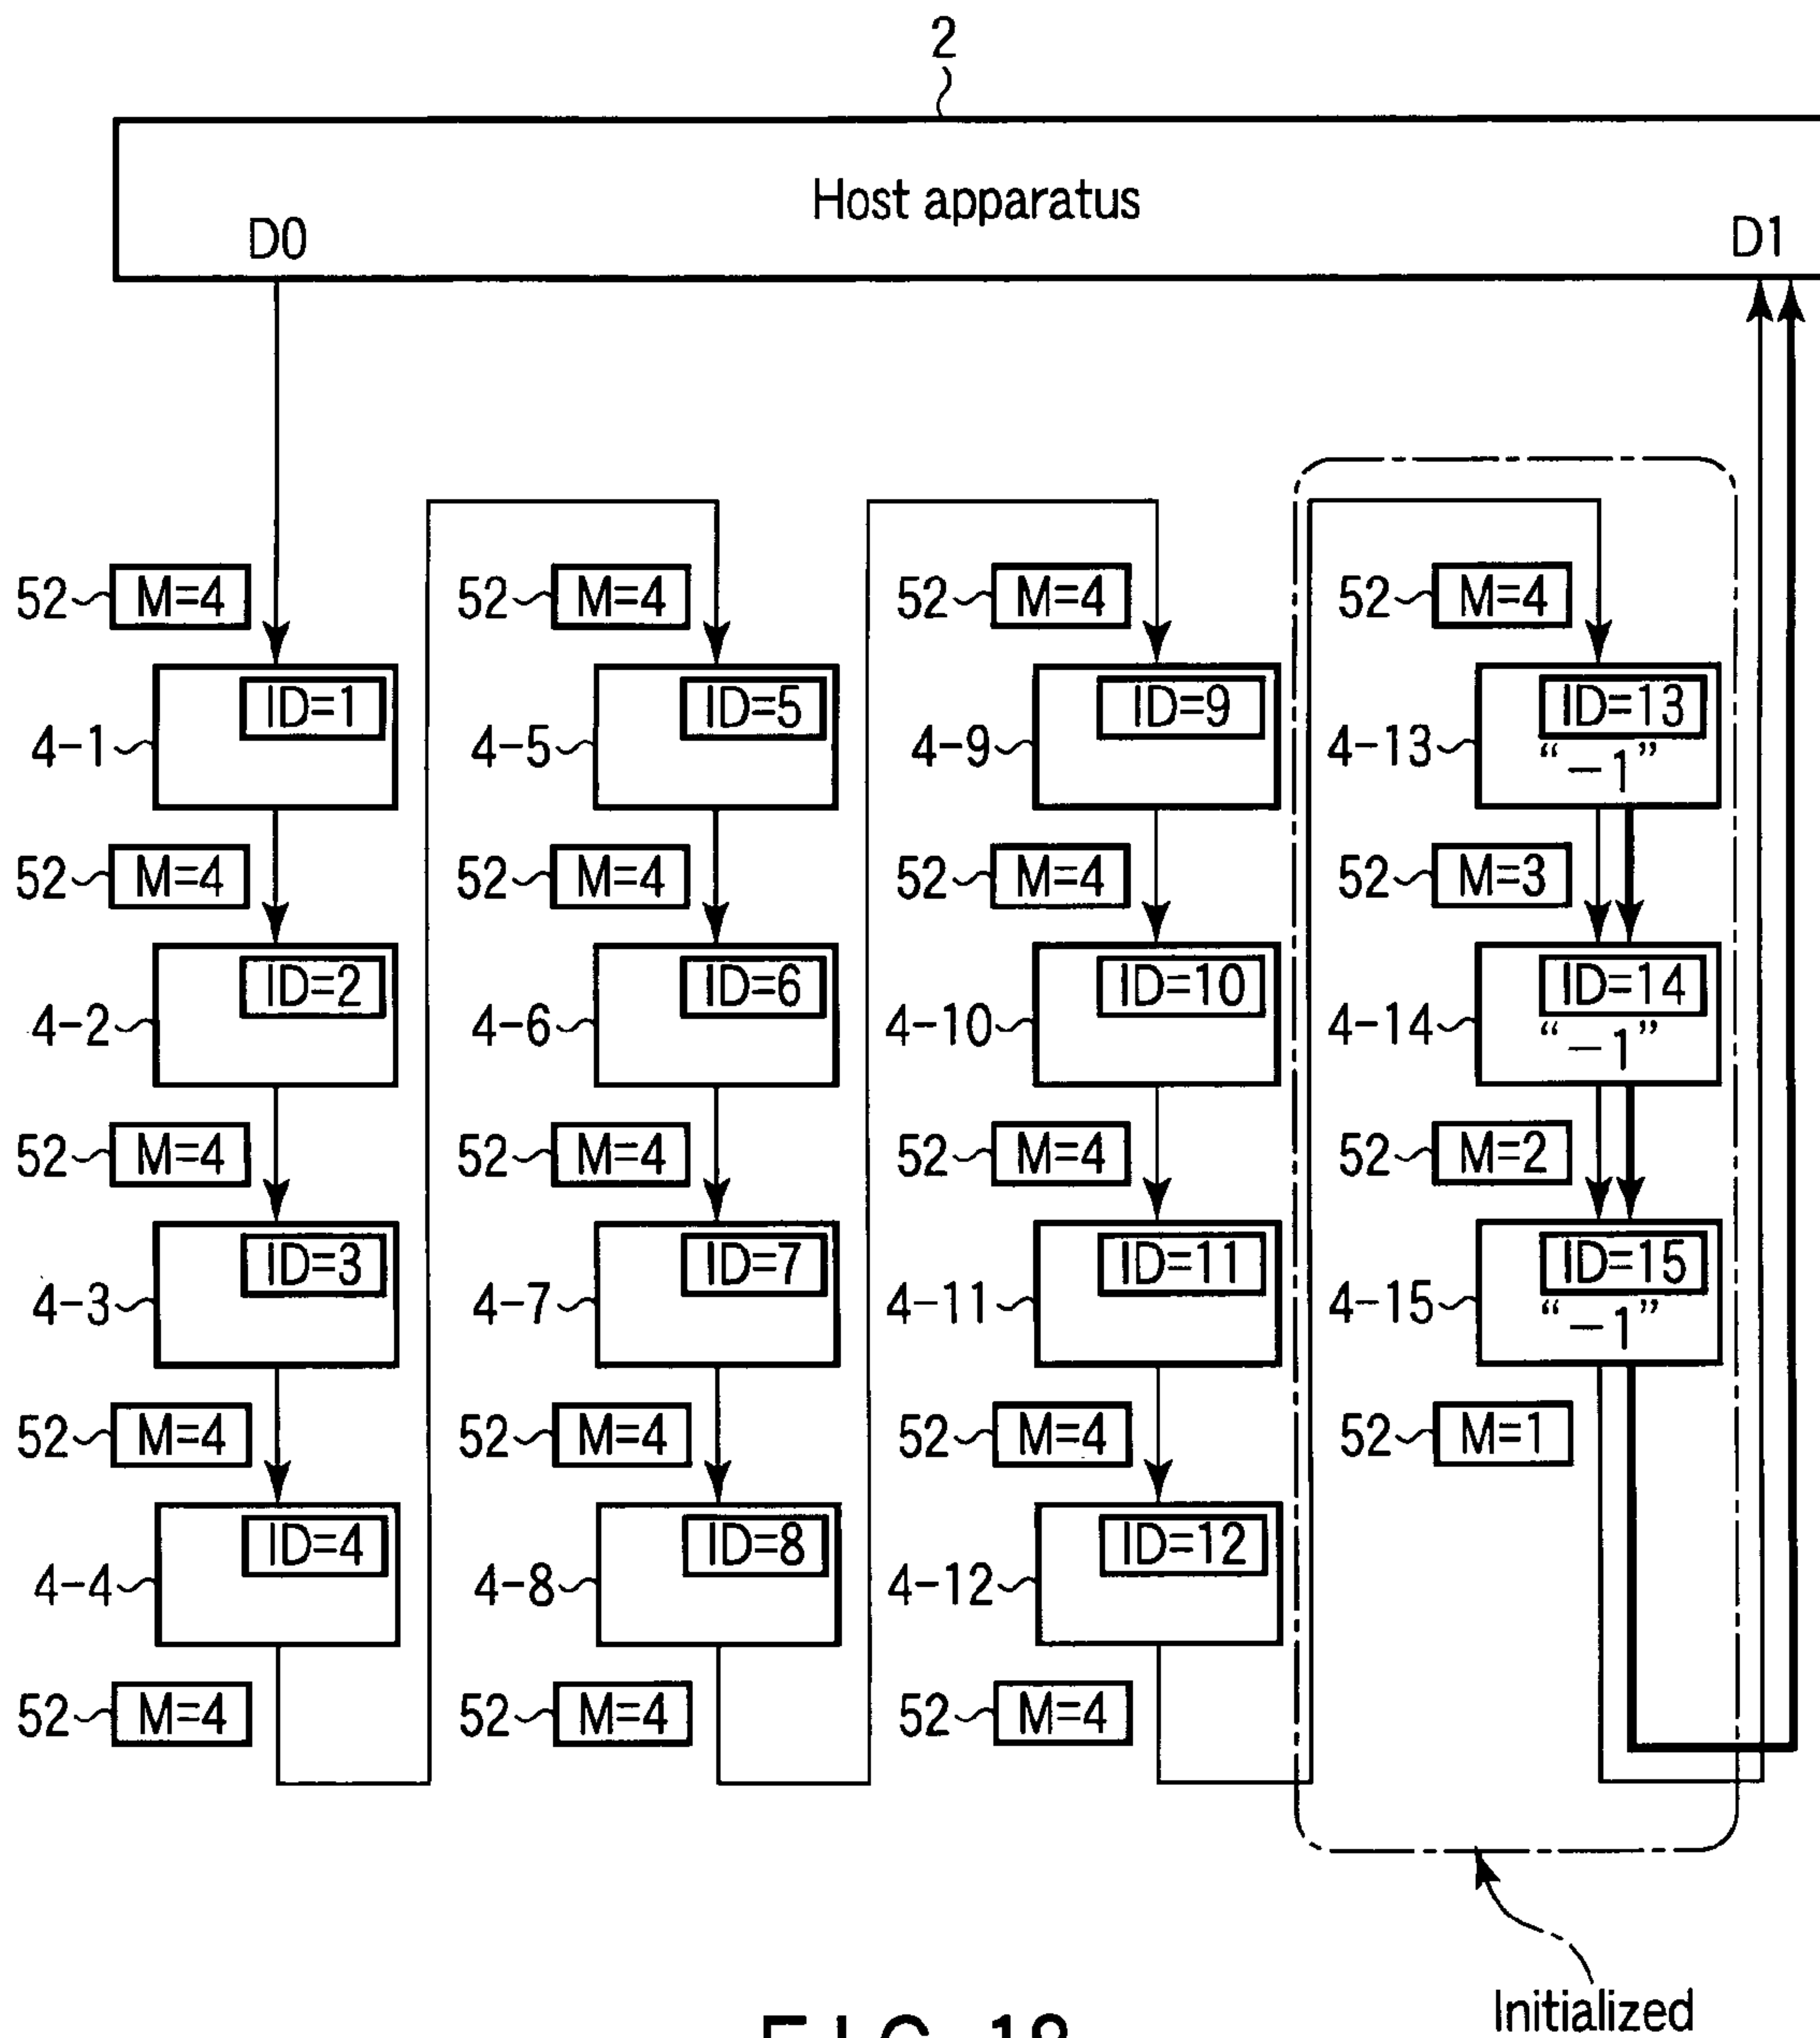 2
Host apparatus
D0
D1
52 M=4
52 M=4
52 M=4
52 M=4
ID=1
4-1
ID=5
4-5
ID=9
4-9
ID=13
4-13
“−1”
52 M=4
52 M=4
52 M=4
52 M=3
ID=2
4-2
ID=6
4-6
ID=10
4-10
ID=14
4-14
“−1”
52 M=4
52 M=4
52 M=4
52 M=2
ID=3
4-3
ID=7
4-7
ID=11
4-11
ID=15
4-15
“−1”
52 M=4
52 M=4
52 M=4
52 M=1
ID=4
4-4
ID=8
4-8
ID=12
4-12
52 M=4
52 M=4
52 M=4
Initialized
FIG. 18